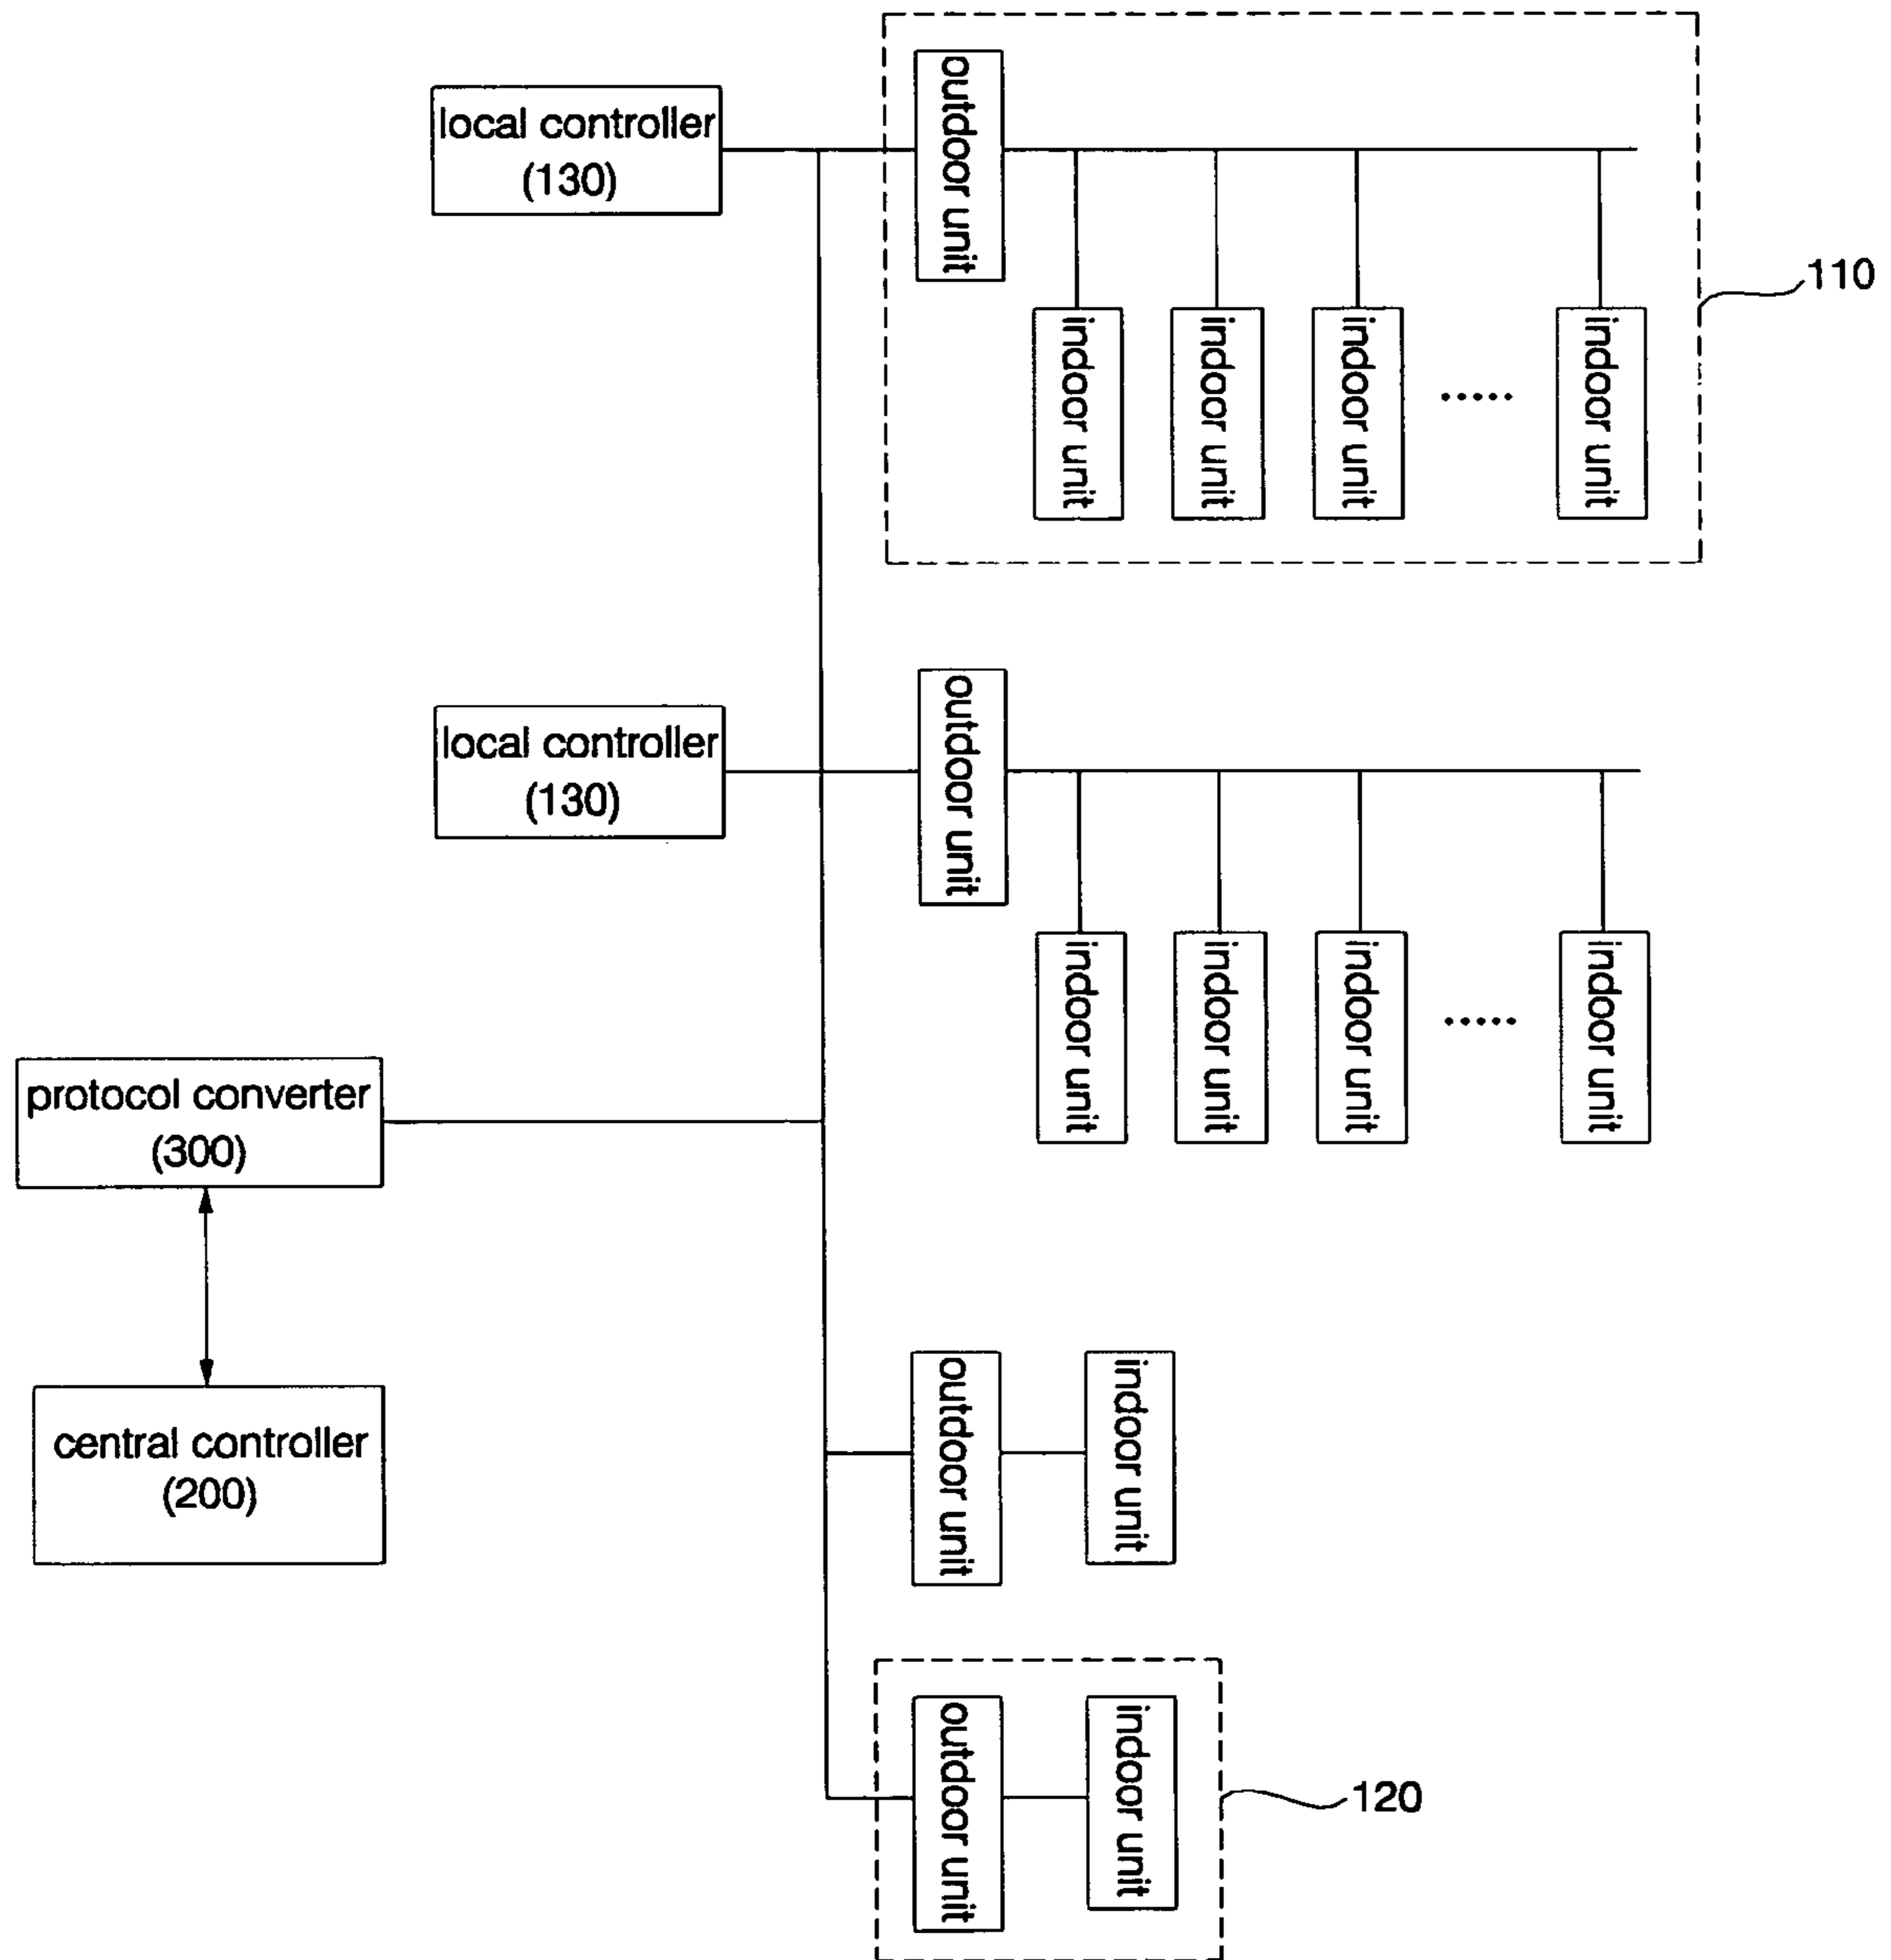 outdoor unit
local controller
(130)
110
indoor unit
indoor unit
indoor unit
.....
indoor unit
outdoor unit
local controller
(130)
indoor unit
indoor unit
indoor unit
.....
indoor unit
protocol converter
(300)
outdoor unit
indoor unit
central controller
(200)
outdoor unit
indoor unit
120